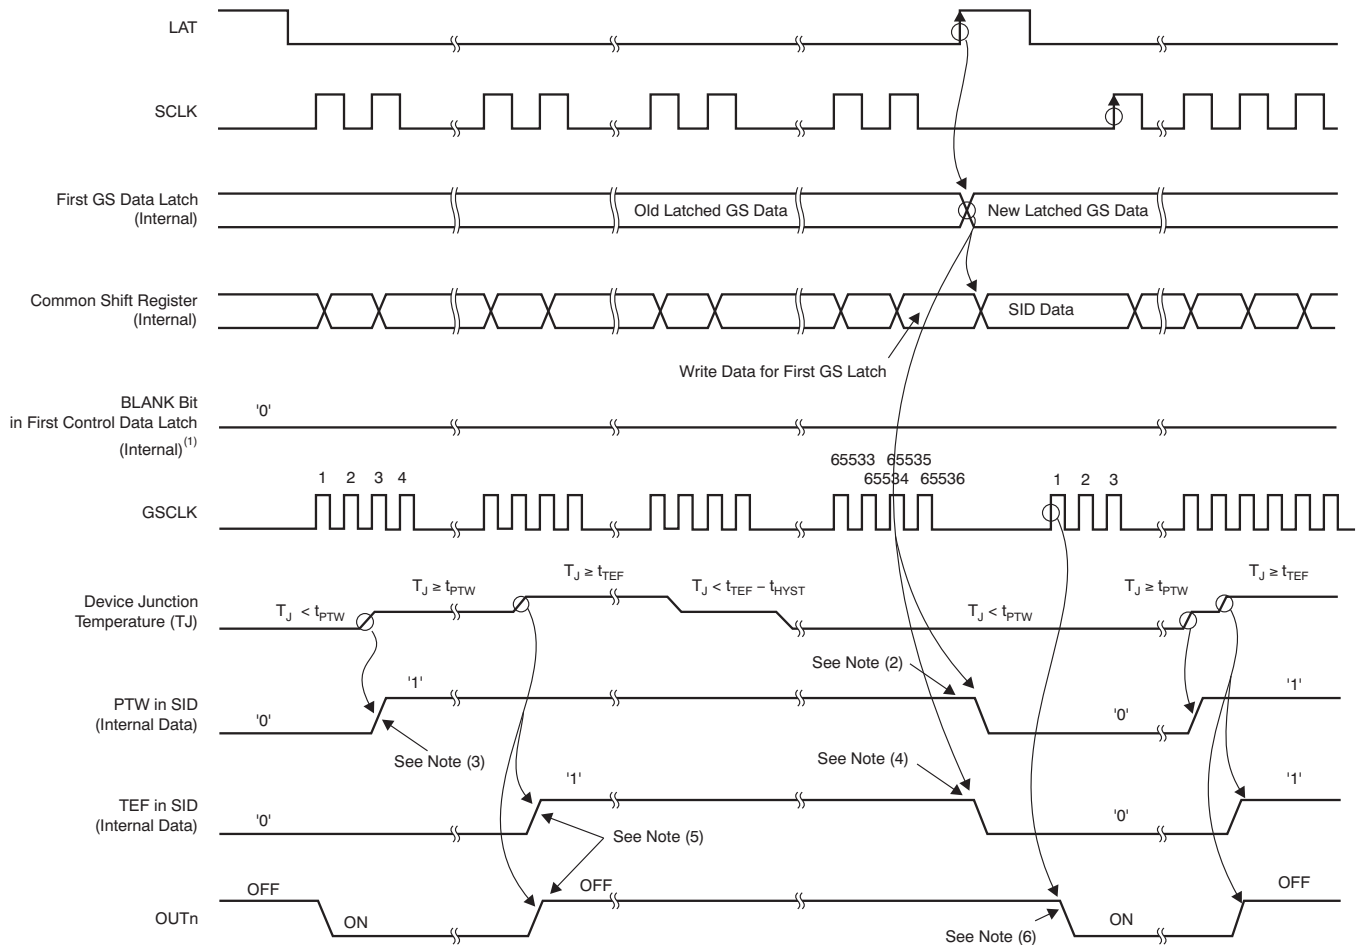 LAT
SCLK
First GS Data Latch
(Internal)
Old Latched GS Data
New Latched GS Data
Common Shift Register
(Internal)
SID Data
Write Data for First GS Latch
BLANK Bit
in First Control Data Latch
(Internal)(1)
'0'
65533 65535
65534 65536
1 2 3 4
1 2 3
GSCLK
Device Junction
Temperature (TJ)
TJ < tPTW
TJ ≥ tPTW
TJ ≥ tTEF
TJ < tTEF – tHYST
TJ < tPTW
TJ ≥ tPTW
TJ ≥ tTEF
See Note (2)
PTW in SID
(Internal Data)
'0'
'1'
'0'
'1'
See Note (3)
See Note (4)
TEF in SID
(Internal Data)
'0'
'1'
'0'
'1'
See Note (5)
OUTn
OFF
ON
OFF
ON
OFF
See Note (6)